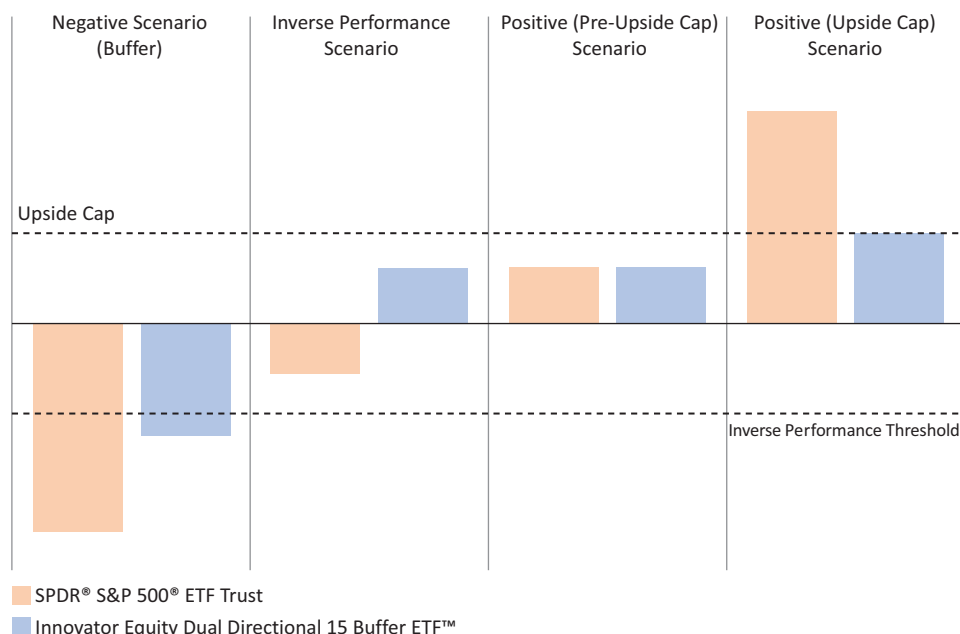 Negative Scenario
(Buffer)
Inverse Performance
Scenario
Positive (Pre-Upside Cap)
Scenario
Positive (Upside Cap)
Scenario
Upside Cap
Inverse Performance Threshold
SPDR® S&P 500® ETF Trust
Innovator Equity Dual Directional 15 Buffer ETF™